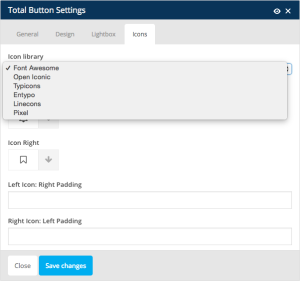 Total Button Settings
General Design Lightbox Icons
Icon library
✓ Font Awesome
Open Iconic
Typicons
Entypo
Linecons
Pixel
Icon Right
Left Icon: Right Padding
Right Icon: Left Padding
Close Save changes